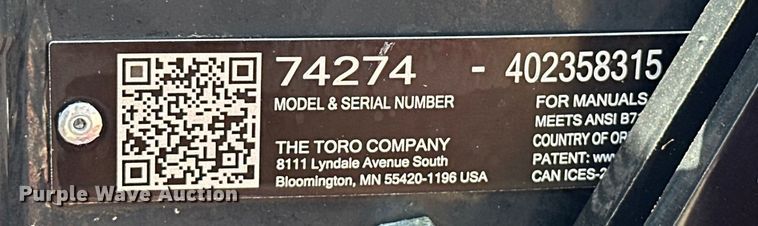 74274 - 402358315
MODEL & SERIAL NUMBER
THE TORO COMPANY
8111 Lyndale Avenue South
Bloomington, MN 55420-1196 USA
FOR MANUALS
MEETS ANSI
COUNTRY OF
PATENT:
CAN
Purple Wave Auction